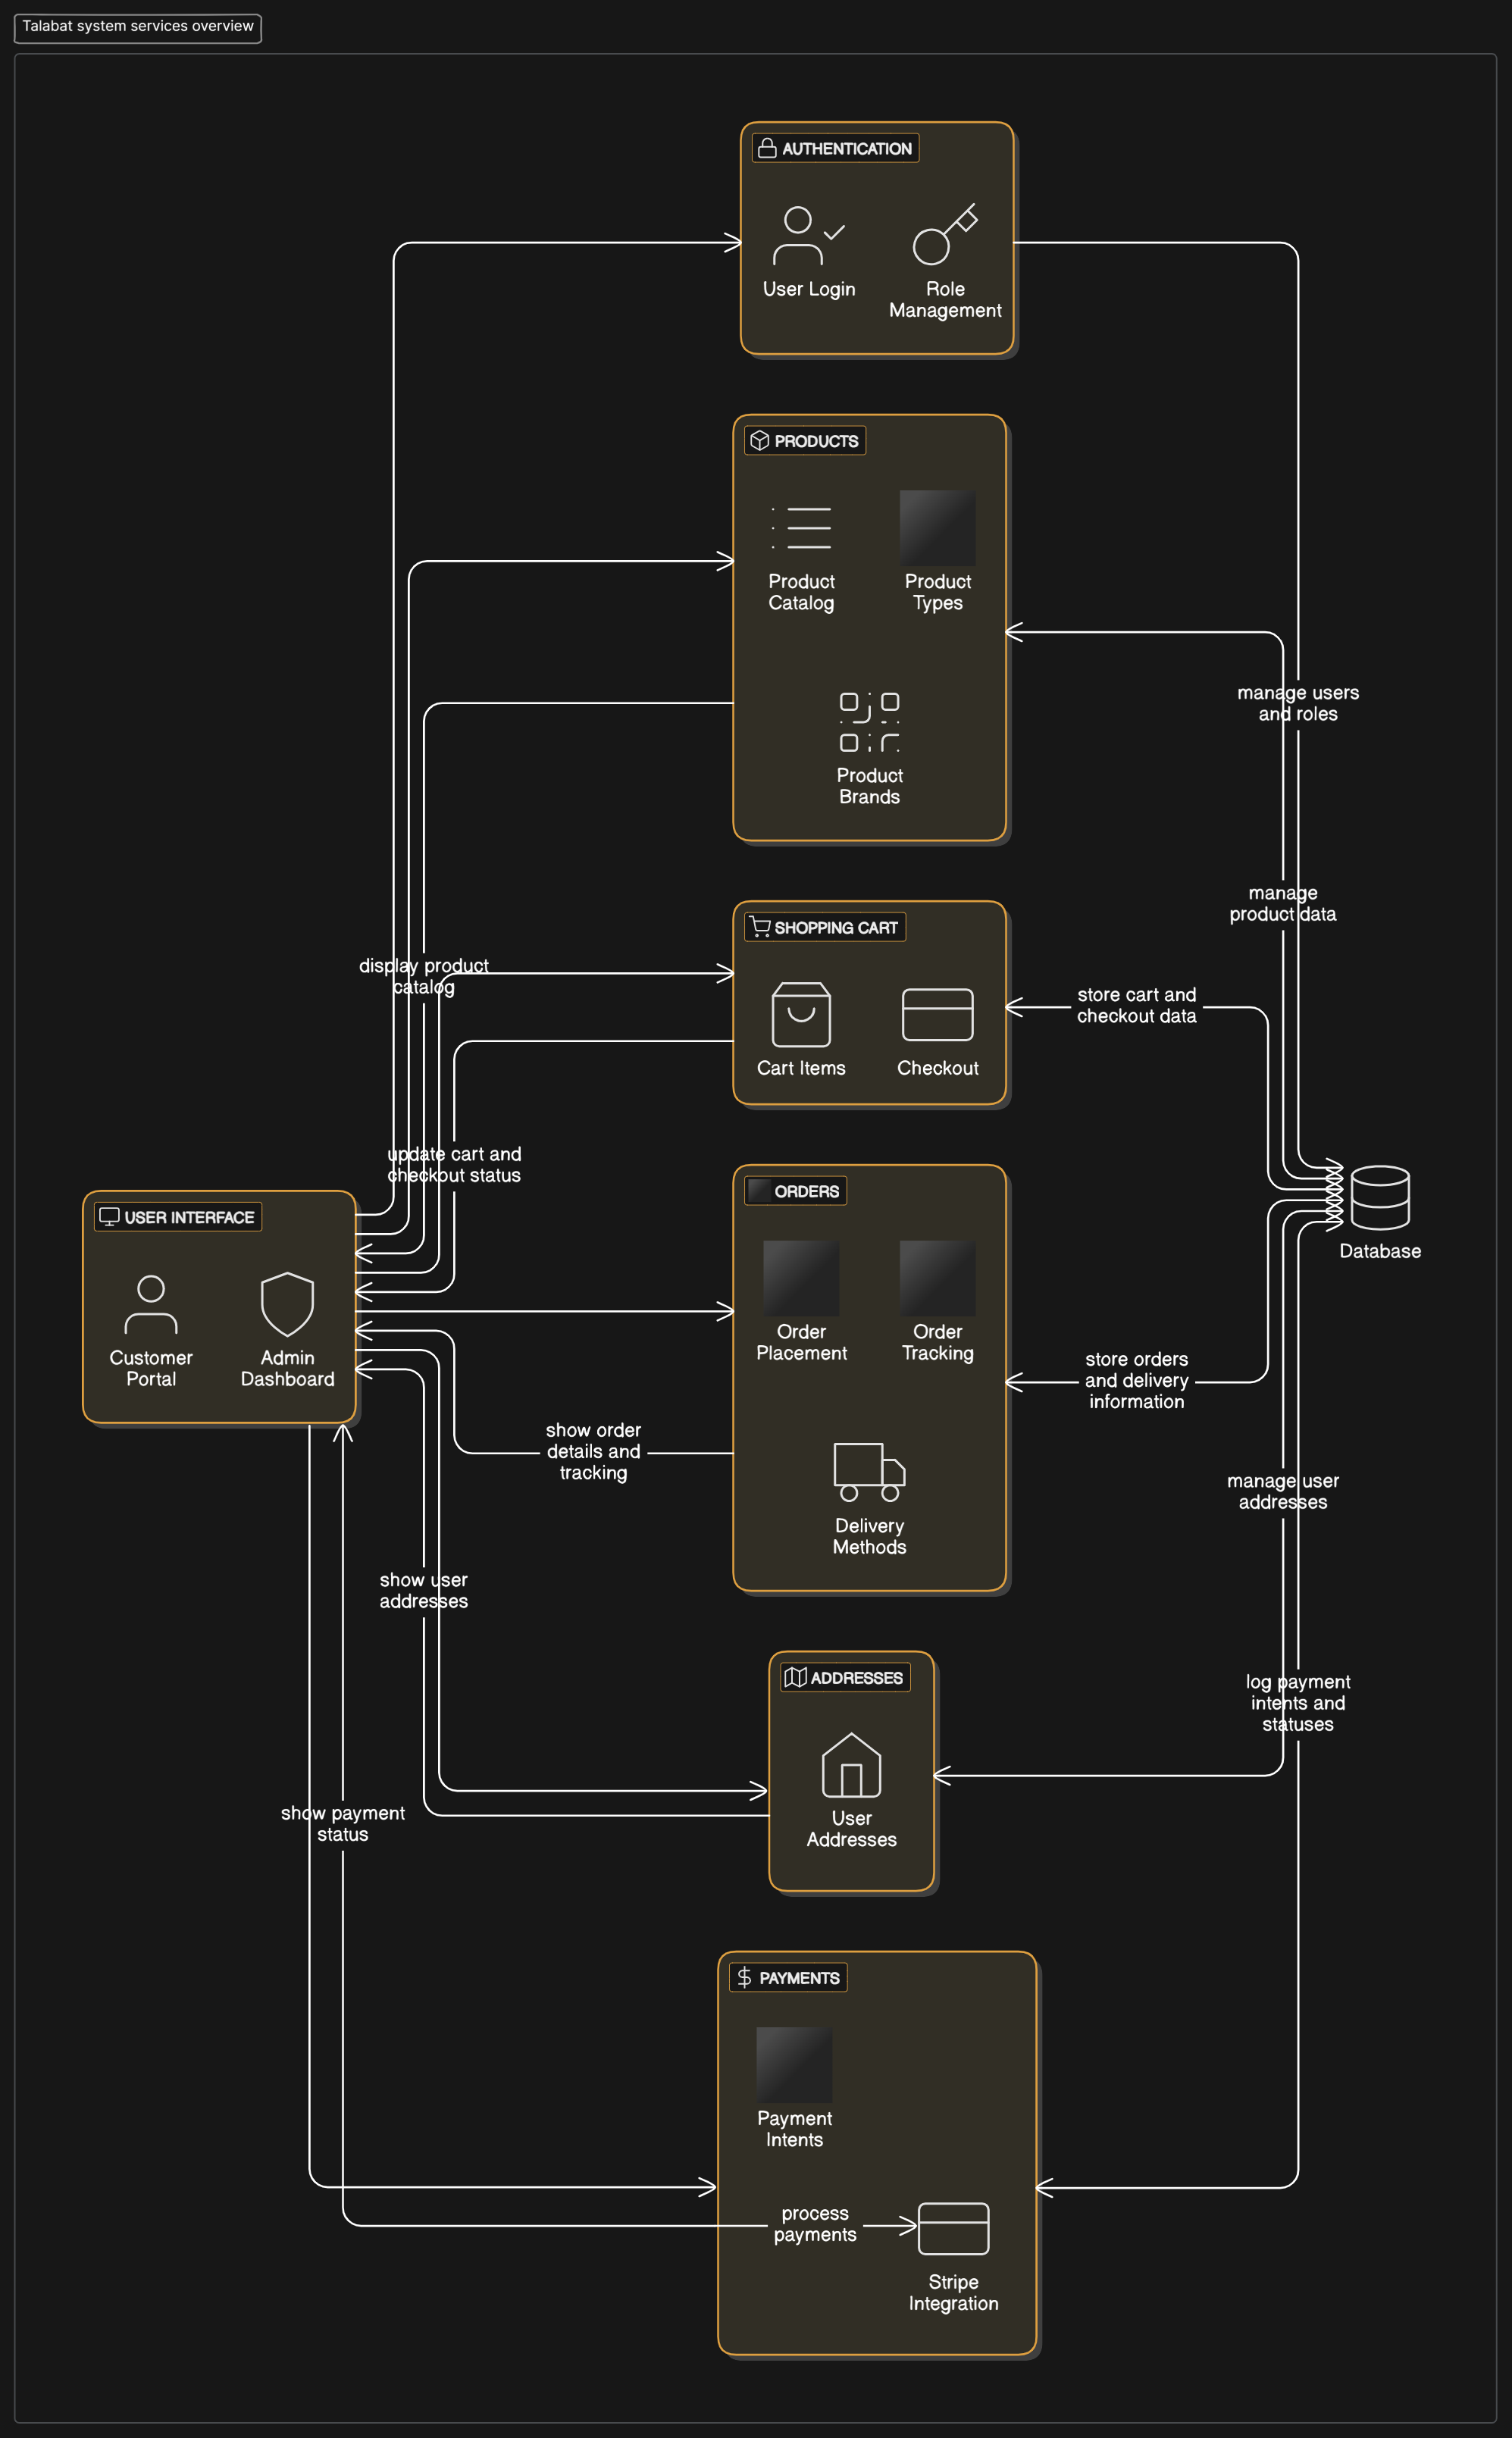 Talabat system services overview
AUTHENTICATION
User Login
Role
Management
PRODUCTS
Product
Catalog
Product
Types
manage users
and roles
Product
Brands
manage
product data
SHOPPING CART
display product
catalog
store cart and
checkout data
Cart Items
Checkout
update cart and
checkout status
ORDERS
USER INTERFACE
Database
Customer
Portal
Admin
Dashboard
Order
Placement
Order
Tracking
store orders
and delivery
information
show order
details and
tracking
manage user
addresses
Delivery
Methods
show user
addresses
ADDRESSES
log payment
intents and
statuses
User
Addresses
show payment
status
PAYMENTS
Payment
Intents
process
payments
Stripe
Integration